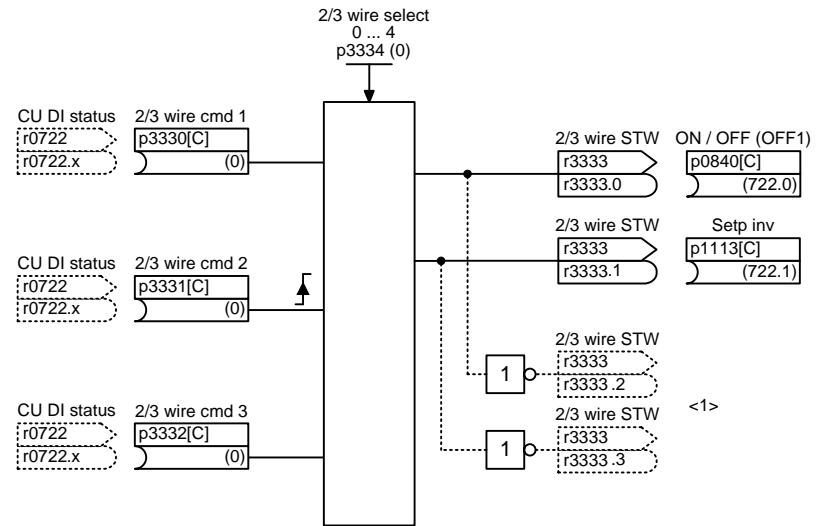 2/3 wire select
0 ... 4
p3334 (0)
CU DI status
r0722
r0722.x
2/3 wire cmd 1
p3330[C]
(0)
CU DI status
r0722
r0722.x
2/3 wire cmd 2
p3331[C]
(0)
CU DI status
r0722
r0722.x
2/3 wire cmd 3
p3332[C]
(0)
2/3 wire STW
r3333
r3333.0
ON / OFF (OFF1)
p0840[C]
(722.0)
2/3 wire STW
r3333
r3333.1
Setp inv
p1113[C]
(722.1)
1
2/3 wire STW
r3333
r3333 .2
<1>
1
2/3 wire STW
r3333
r3333 .3